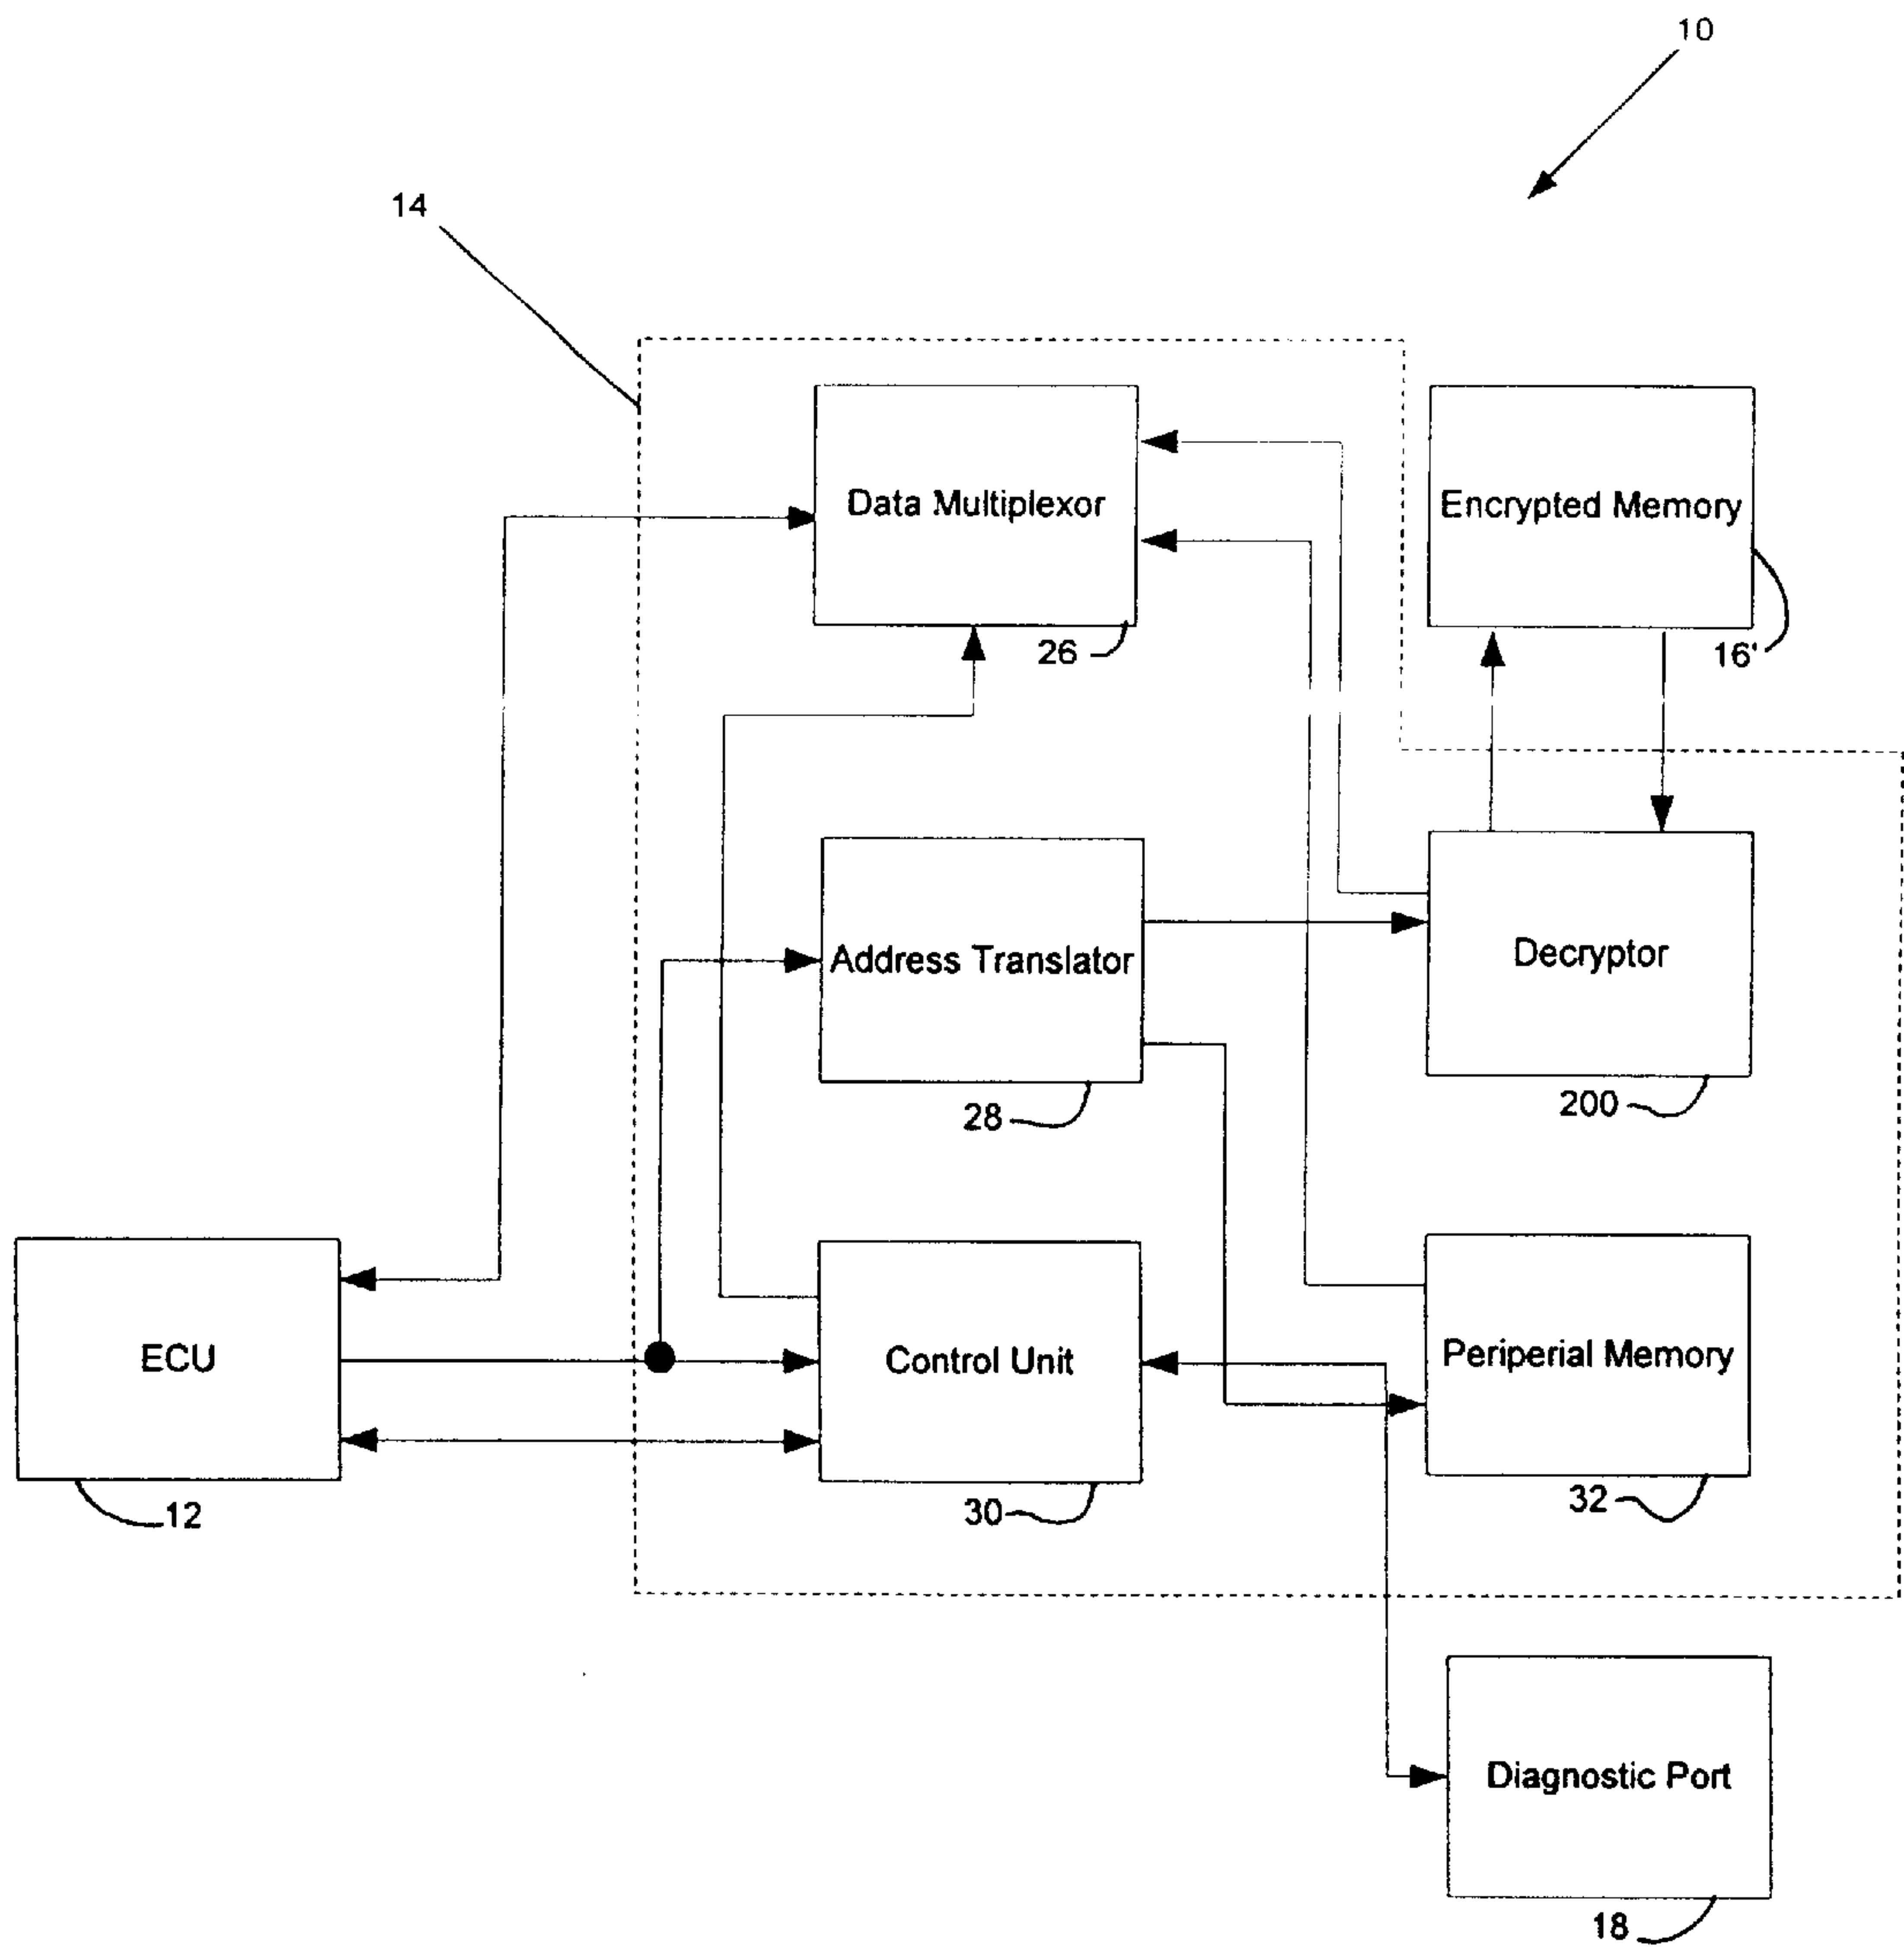 10
14
Data Multiplexor
26
Encrypted Memory
16'
Address Translator
28
Decryptor
200
ECU
12
Control Unit
30
Periperial Memory
32
Diagnostic Port
18